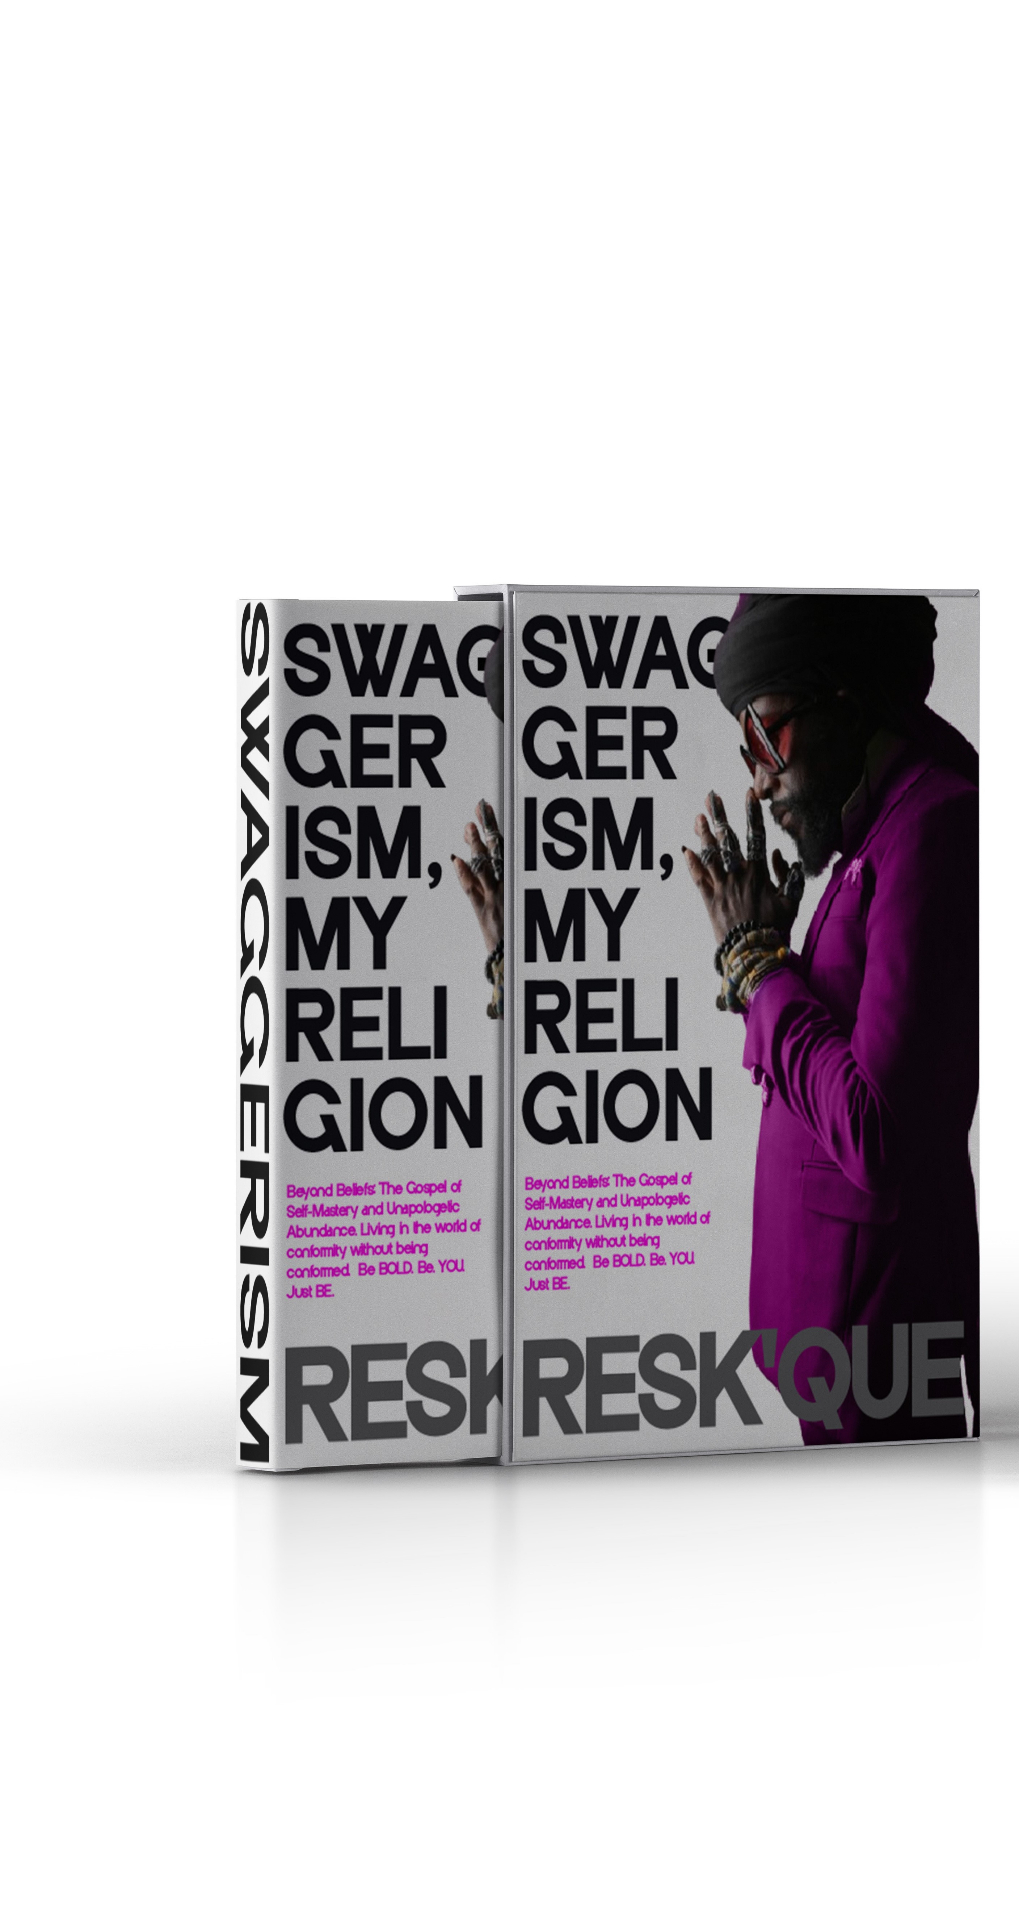 SWAGGERISM
SWAG
GER
ISM,
MY
RELI
GION
Beyond Beliefs: The Gospel of
Self-Mastery and Unapologetic
Abundance. Living in the world of
conformity without being
conformed. Be BOLD. Be. YOU.
Just BE.
RESK
SWAG
GER
ISM,
MY
RELI
GION
Beyond Beliefs: The Gospel of
Self-Mastery and Unapologetic
Abundance. Living in the world of
conformity without being
conformed. Be BOLD. Be. YOU.
Just BE.
RESK'QUE